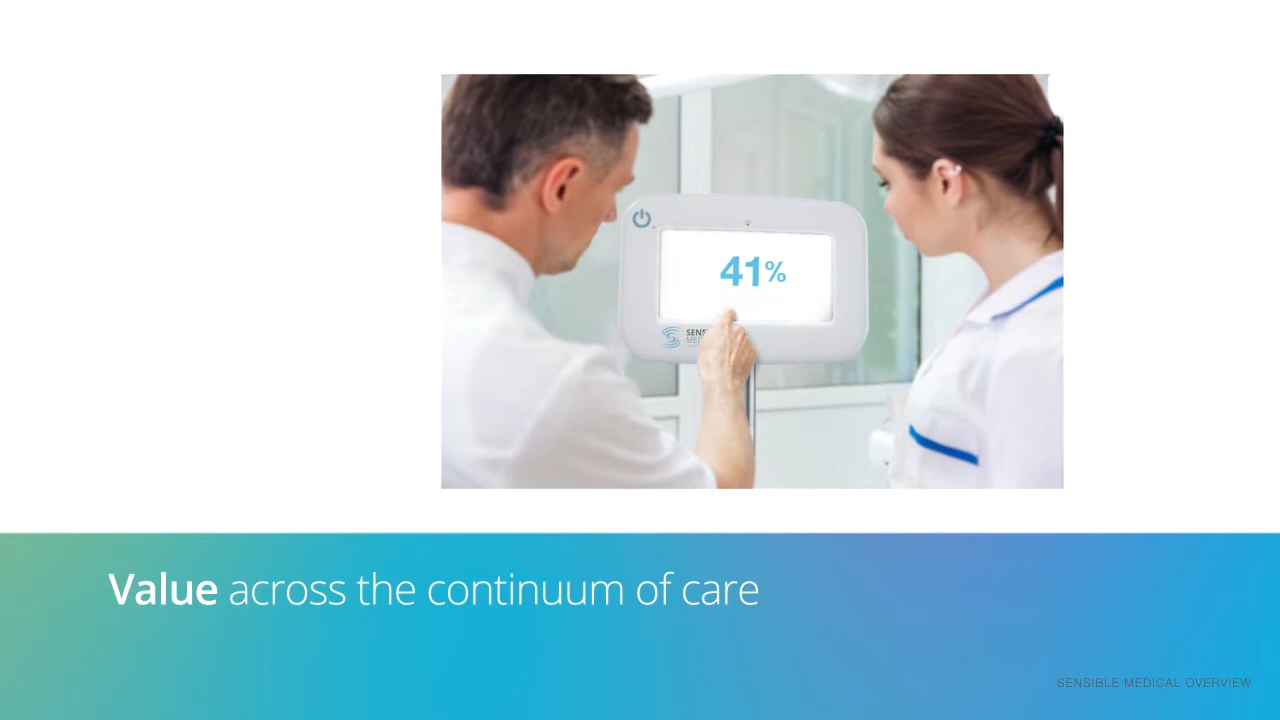 41%
Value across the continuum of care
SENSIBLE MEDICAL OVERVIEW